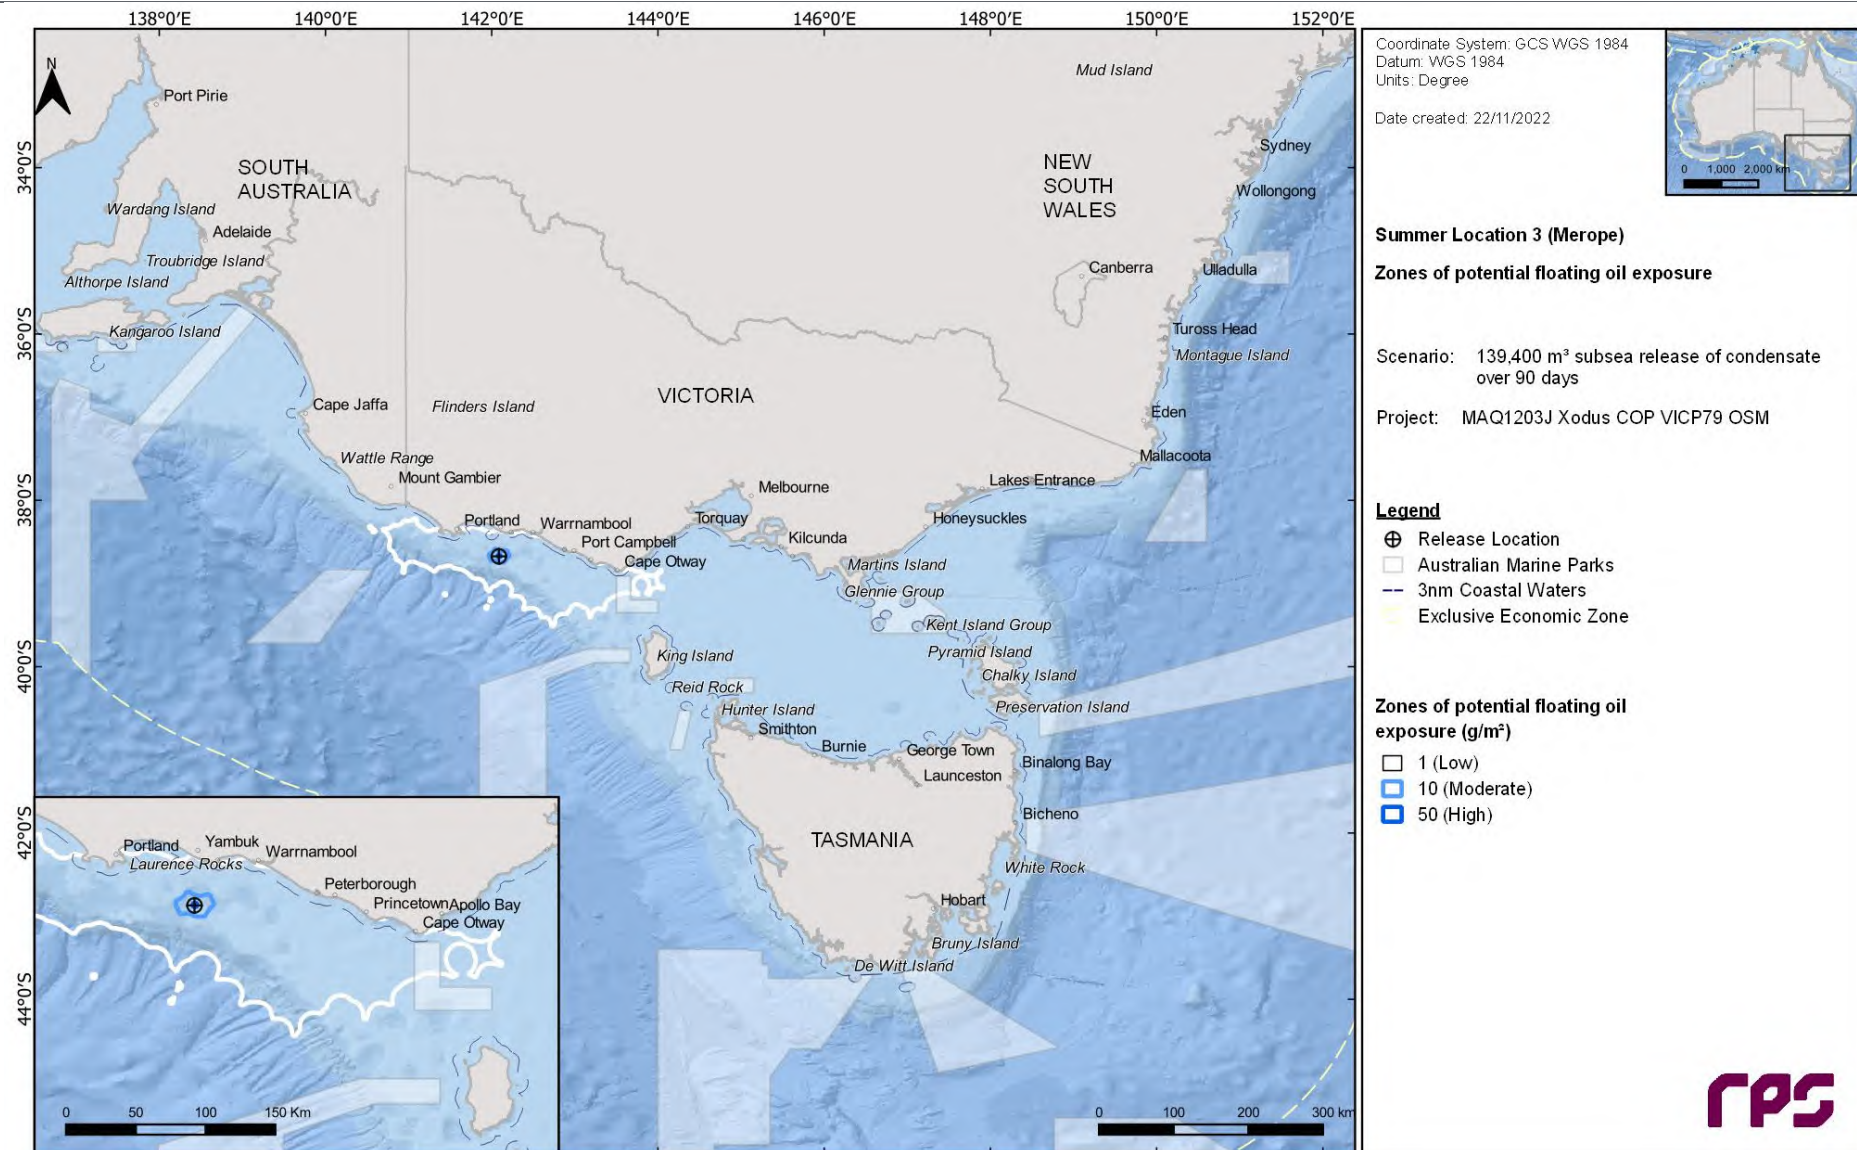 138°0'E 140°0'E 142°0'E 144°0'E 146°0'E 148°0'E 150°0'E 152°0'E
34°0'S
36°0'S
38°0'S
40°0'S
42°0'S
44°0'S
N
Mud Island
Port Pirie
Sydney
SOUTH
AUSTRALIA
NEW
SOUTH
WALES
Wollongong
Wardang Island
Adelaide
Troubridge Island
Althorpe Island
Canberra
Ulladulla
Kangaroo Island
Tuross Head
Montague Island
Cape Jaffa
Flinders Island
VICTORIA
Eden
Wattle Range
Mount Gambier
Mallacoota
Lakes Entrance
Melbourne
Portland
Warrnambool
Torquay
Honeysuckles
Port Campbell
Kilcunda
Cape Otway
Martins Island
Glennie Group
Kent Island Group
King Island
Pyramid Island
Chalky Island
Reid Rock
Hunter Island
Preservation Island
Smithton
Burnie
George Town
Launceston
Binalong Bay
Bicheno
TASMANIA
White Rock
Hobart
Bruny Island
De Witt Island
0 100 200 300 km
Portland
Yambuk
Warrnambool
Laurence Rocks
Peterborough
Princetown
Apollo Bay
Cape Otway
0 50 100 150 Km
Coordinate System: GCS WGS 1984
Datum: WGS 1984
Units: Degree
Date created: 22/11/2022
0 1,000 2,000 km
Summer Location 3 (Merope)
Zones of potential floating oil exposure
Scenario: 139,400 m³ subsea release of condensate
over 90 days
Project: MAQ1203J Xodus COP VICP79 OSM
Legend
Release Location
Australian Marine Parks
3nm Coastal Waters
Exclusive Economic Zone
Zones of potential floating oil
exposure (g/m²)
1 (Low)
10 (Moderate)
50 (High)
rps